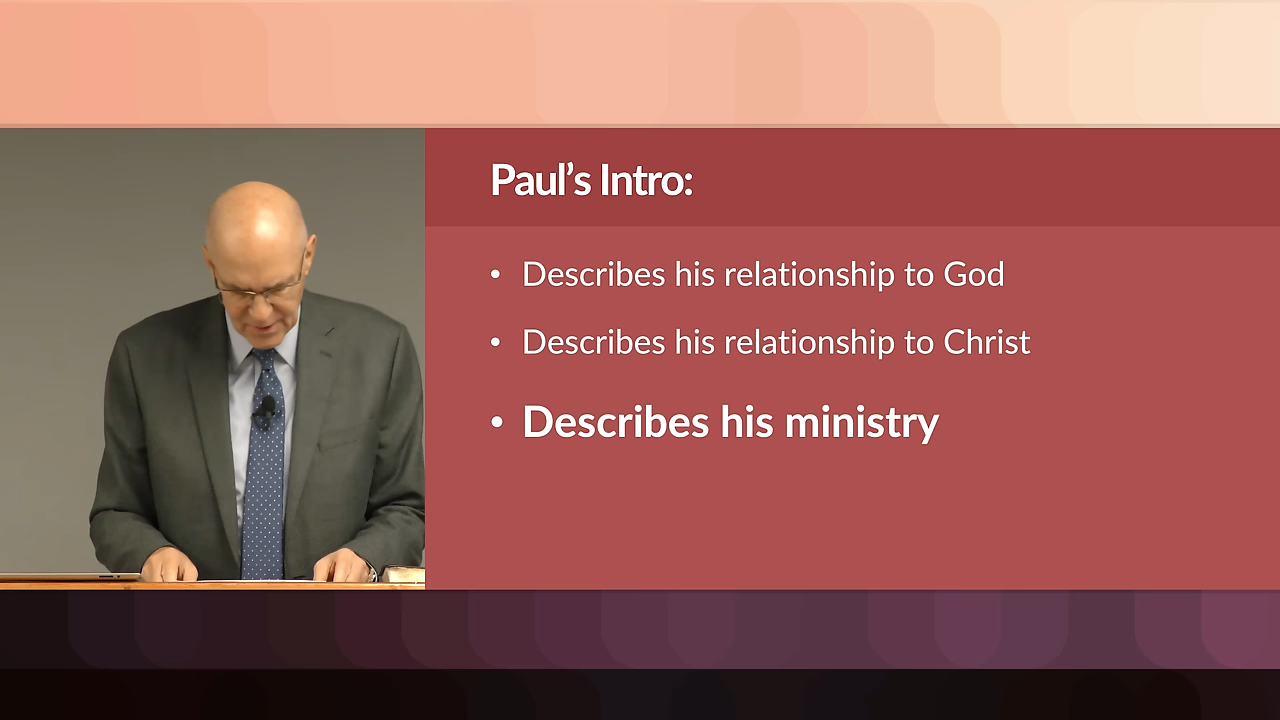 Paul’s Intro:
• Describes his relationship to God
• Describes his relationship to Christ
• Describes his ministry